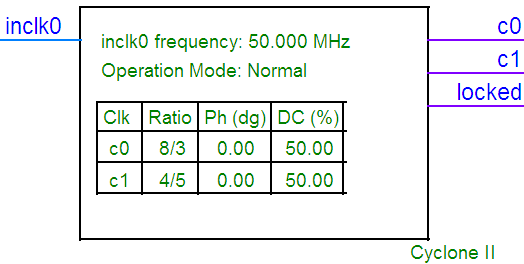 inclk0
inclk0 frequency: 50.000 MHz
Operation Mode: Normal
Clk Ratio Ph (dg) DC (%)
c0 8/3 0.00 50.00
c1 4/5 0.00 50.00
c0
c1
locked
Cyclone II